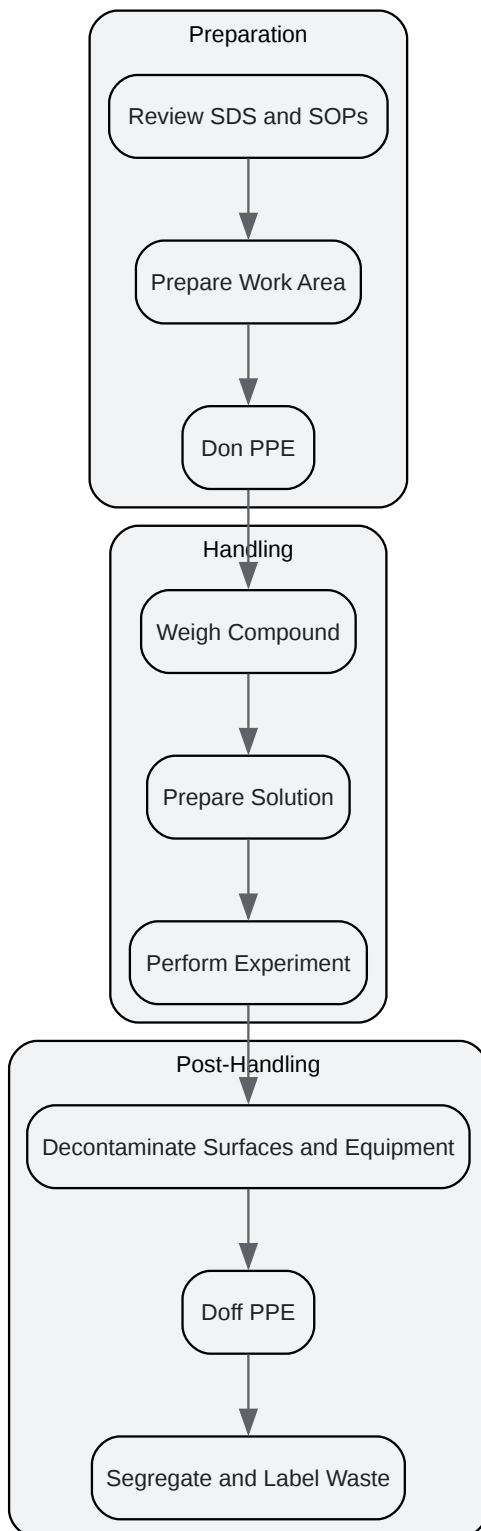 Preparation
Review SDS and SOPs
Prepare Work Area
Don PPE
Handling
Weigh Compound
Prepare Solution
Perform Experiment
Post-Handling
Decontaminate Surfaces and Equipment
Doff PPE
Segregate and Label Waste